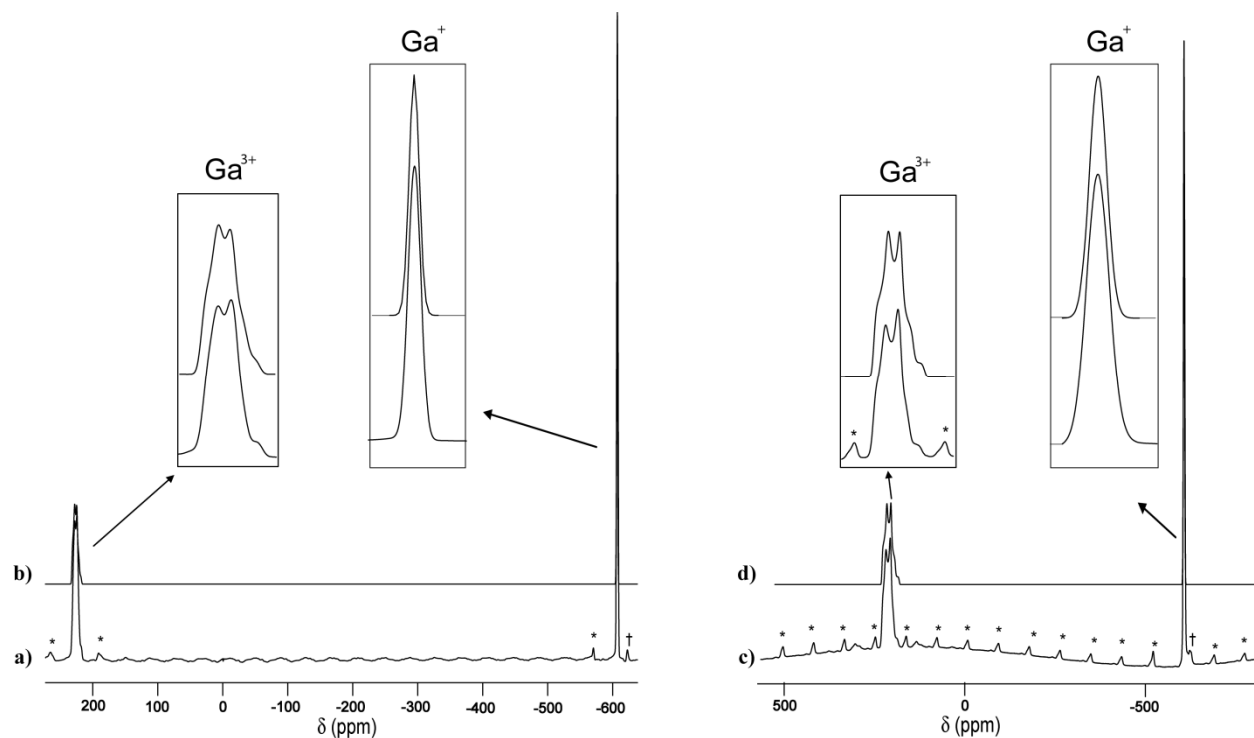 Ga+
Ga3+
* *
b)
a)
* * * †
200 100 0 -100 -200 -300 -400 -500 -600
δ (ppm)
Ga+
Ga3+
* *
d)
c)
* * * * * * * * * * * * * † * *
500 0 -500
δ (ppm)